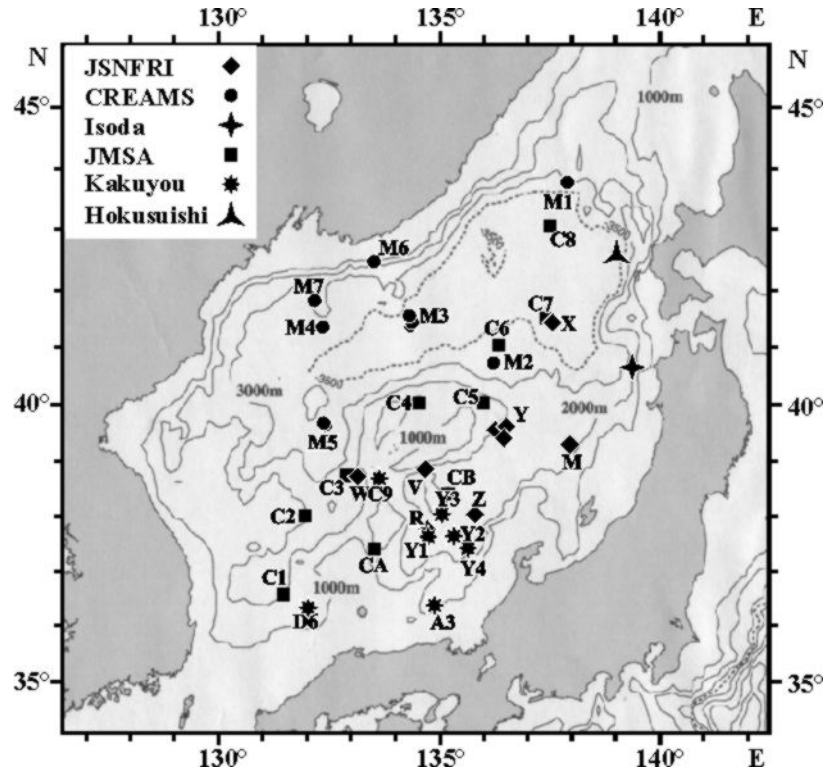 130° 135° 140° E
N N
JSNFRI
CREAMS
Isoda
JMSA
Kakuyou
Hokusuishi
1000m
45° 45°
M1
3500
C8
M6
3500
M7
M3
C7
M4
X
C6
M2
3500
3000m
C5
2000m
40° 40°
C4
Y
1000m
M5
M
V
C3
W
C9
CB
Y3
Z
C2
R
Y1
Y2
CA
Y4
C1
1000m
D6
A3
35° 35°
130° 135° 140° E